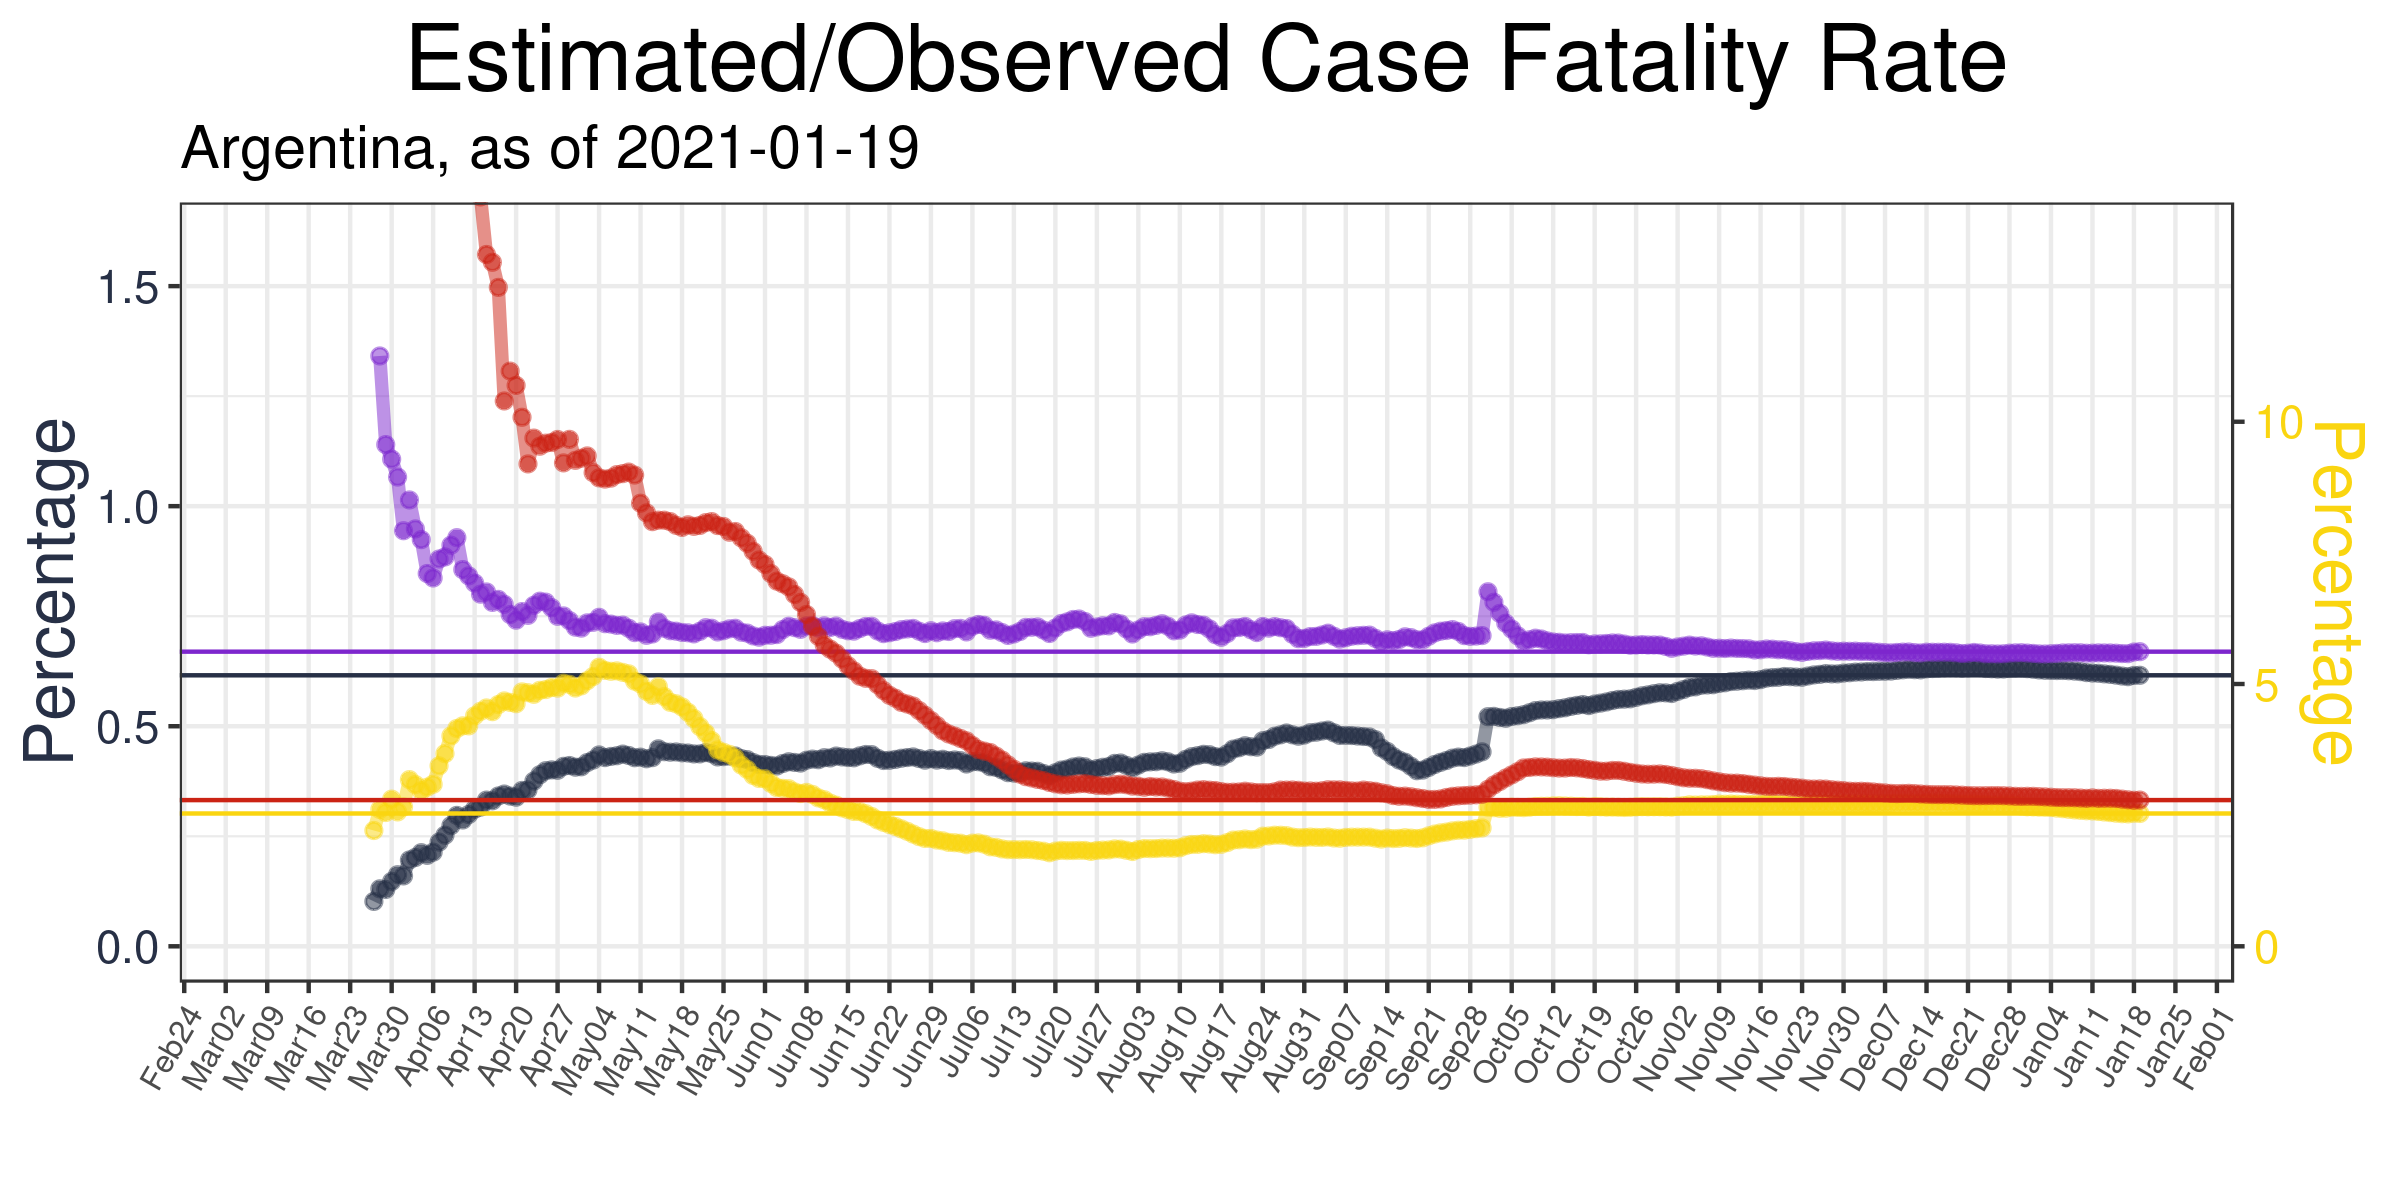 Estimated/Observed Case Fatality Rate
Argentina, as of 2021-01-19
Percentage
1.5
1.0
0.5
0.0
10
5
0
Percentage
Feb24 Mar02 Mar09 Mar16 Mar23 Mar30 Apr06 Apr13 Apr20 Apr27 May04 May11 May18 May25 Jun01 Jun08 Jun15 Jun22 Jun29 Jul06 Jul13 Jul20 Jul27 Aug03 Aug10 Aug17 Aug24 Aug31 Sep07 Sep14 Sep21 Sep28 Oct05 Oct12 Oct19 Oct26 Nov02 Nov09 Nov16 Nov23 Nov30 Dec07 Dec14 Dec21 Dec28 Jan04 Jan11 Jan18 Jan25 Feb01